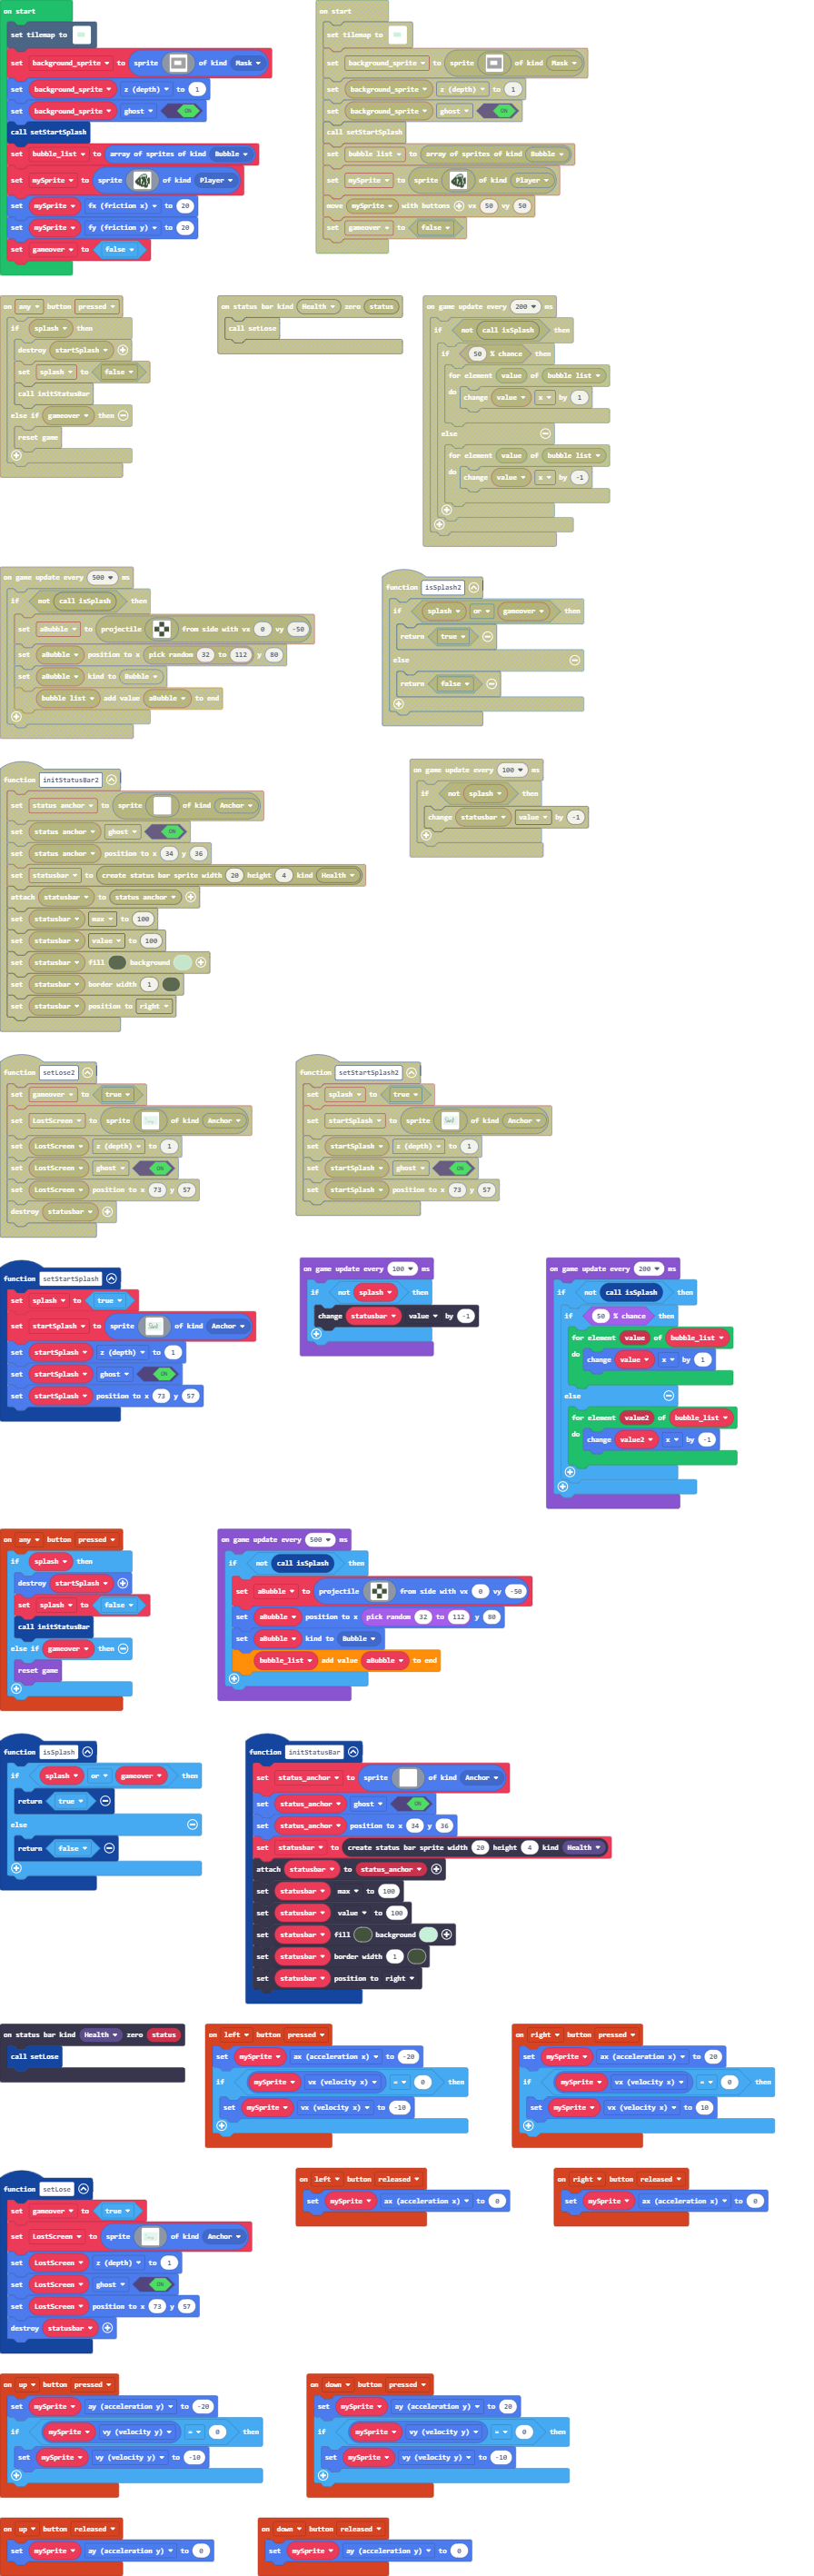 on start
set tilemap to
set background_sprite to sprite of kind Mask
set background_sprite z (depth) to 1
set background_sprite ghost ON
call setStartSplash
set bubble_list to array of sprites of kind Bubble
set mySprite to sprite of kind Player
set mySprite fx (friction x) to 20
set mySprite fy (friction y) to 20
set gameover to false
on start
set tilemap to
set background_sprite to sprite of kind Mask
set background_sprite z (depth) to 1
set background_sprite ghost ON
call setStartSplash
set bubble list to array of sprites of kind Bubble
set mySprite to sprite of kind Player
move mySprite with buttons vx 50 vy 50
set gameover to false
on any button pressed
if splash then
destroy startSplash
set splash to false
call initStatusBar
else if gameover then
reset game
on status bar kind Health zero status
call setLose
on game update every 200 ms
if not call isSplash then
if 50 % chance then
for element value of bubble list
do change value x by 1
else
for element value of bubble list
do change value x by -1
on game update every 500 ms
if not call isSplash then
set aBubble to projectile from side with vx 0 vy -50
set aBubble position to x pick random 32 to 112 y 80
set aBubble kind to Bubble
bubble list add value aBubble to end
function isSplash2
if splash or gameover then
return true
else
return false
function initStatusBar2
set status anchor to sprite of kind Anchor
set status anchor ghost ON
set status anchor position to x 34 y 36
set statusbar to create status bar sprite width 20 height 4 kind Health
attach statusbar to status anchor
set statusbar max to 100
set statusbar value to 100
set statusbar fill background
set statusbar border width 1
set statusbar position to right
on game update every 100 ms
if not splash then
change statusbar value by -1
function setLose2
set gameover to true
set LostScreen to sprite of kind Anchor
set LostScreen z (depth) to 1
set LostScreen ghost ON
set LostScreen position to x 73 y 57
destroy statusbar
function setStartSplash2
set splash to true
set startSplash to sprite of kind Anchor
set startSplash z (depth) to 1
set startSplash ghost ON
set startSplash position to x 73 y 57
function setStartSplash
set splash to true
set startSplash to sprite of kind Anchor
set startSplash z (depth) to 1
set startSplash ghost ON
set startSplash position to x 73 y 57
on game update every 100 ms
if not splash then
change statusbar value by -1
on game update every 200 ms
if not call isSplash then
if 50 % chance then
for element value of bubble_list
do change value x by 1
else
for element value2 of bubble_list
do change value2 x by -1
on any button pressed
if splash then
destroy startSplash
set splash to false
call initStatusBar
else if gameover then
reset game
on game update every 500 ms
if not call isSplash then
set aBubble to projectile from side with vx 0 vy -50
set aBubble position to x pick random 32 to 112 y 80
set aBubble kind to Bubble
bubble_list add value aBubble to end
function isSplash
if splash or gameover then
return true
else
return false
function initStatusBar
set status_anchor to sprite of kind Anchor
set status_anchor ghost ON
set status_anchor position to x 34 y 36
set statusbar to create status bar sprite width 20 height 4 kind Health
attach statusbar to status_anchor
set statusbar max to 100
set statusbar value to 100
set statusbar fill background
set statusbar border width 1
set statusbar position to right
on status bar kind Health zero status
call setLose
on left button pressed
set mySprite ax (acceleration x) to -20
if mySprite vx (velocity x) = 0 then
set mySprite vx (velocity x) to -10
on right button pressed
set mySprite ax (acceleration x) to 20
if mySprite vx (velocity x) = 0 then
set mySprite vx (velocity x) to 10
function setLose
set gameover to true
set LostScreen to sprite of kind Anchor
set LostScreen z (depth) to 1
set LostScreen ghost ON
set LostScreen position to x 73 y 57
destroy statusbar
on left button released
set mySprite ax (acceleration x) to 0
on right button released
set mySprite ax (acceleration x) to 0
on up button pressed
set mySprite ay (acceleration y) to -20
if mySprite vy (velocity y) = 0 then
set mySprite vy (velocity y) to -10
on down button pressed
set mySprite ay (acceleration y) to 20
if mySprite vy (velocity y) = 0 then
set mySprite vy (velocity y) to -10
on up button released
set mySprite ay (acceleration y) to 0
on down button released
set mySprite ay (acceleration y) to 0